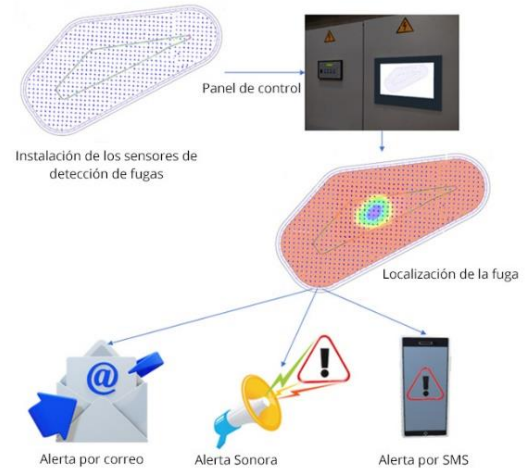 Panel de control
Instalación de los sensores de
detección de fugas
Localización de la fuga
@
Alerta por correo
Alerta Sonora
Alerta por SMS